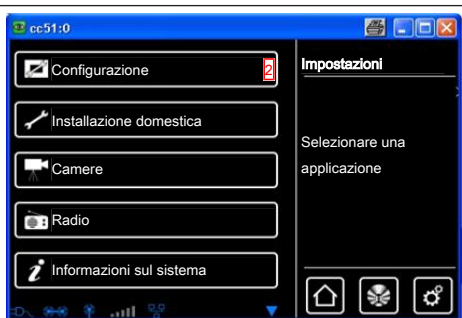 cc51:0
Configurazione 2
Installazione domestica
Camere
Radio
Informazioni sul sistema
Impostazioni
Selezionare una
applicazione